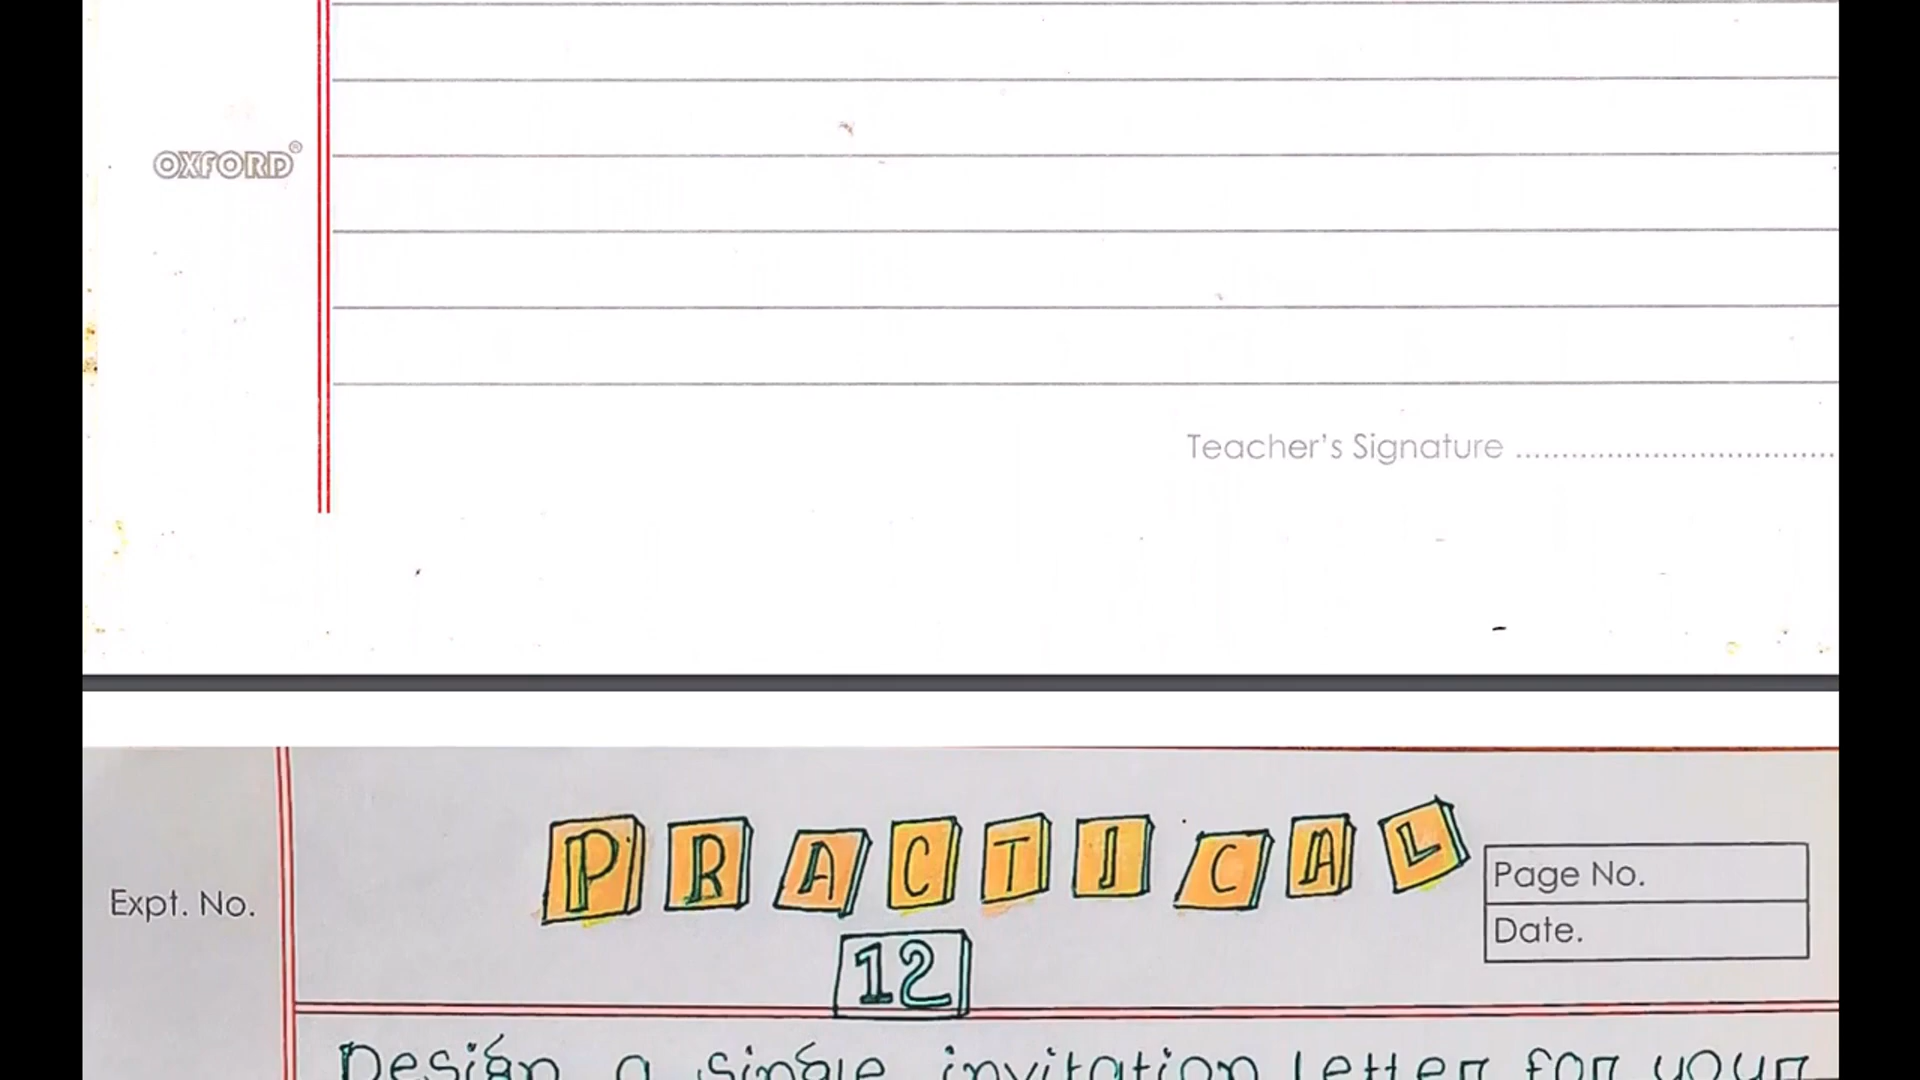 OXFORD®
Teacher's Signature ....................................
PRACTICAL
Expt. No.
Page No.
Date.
12
Design a single invitation letter for your